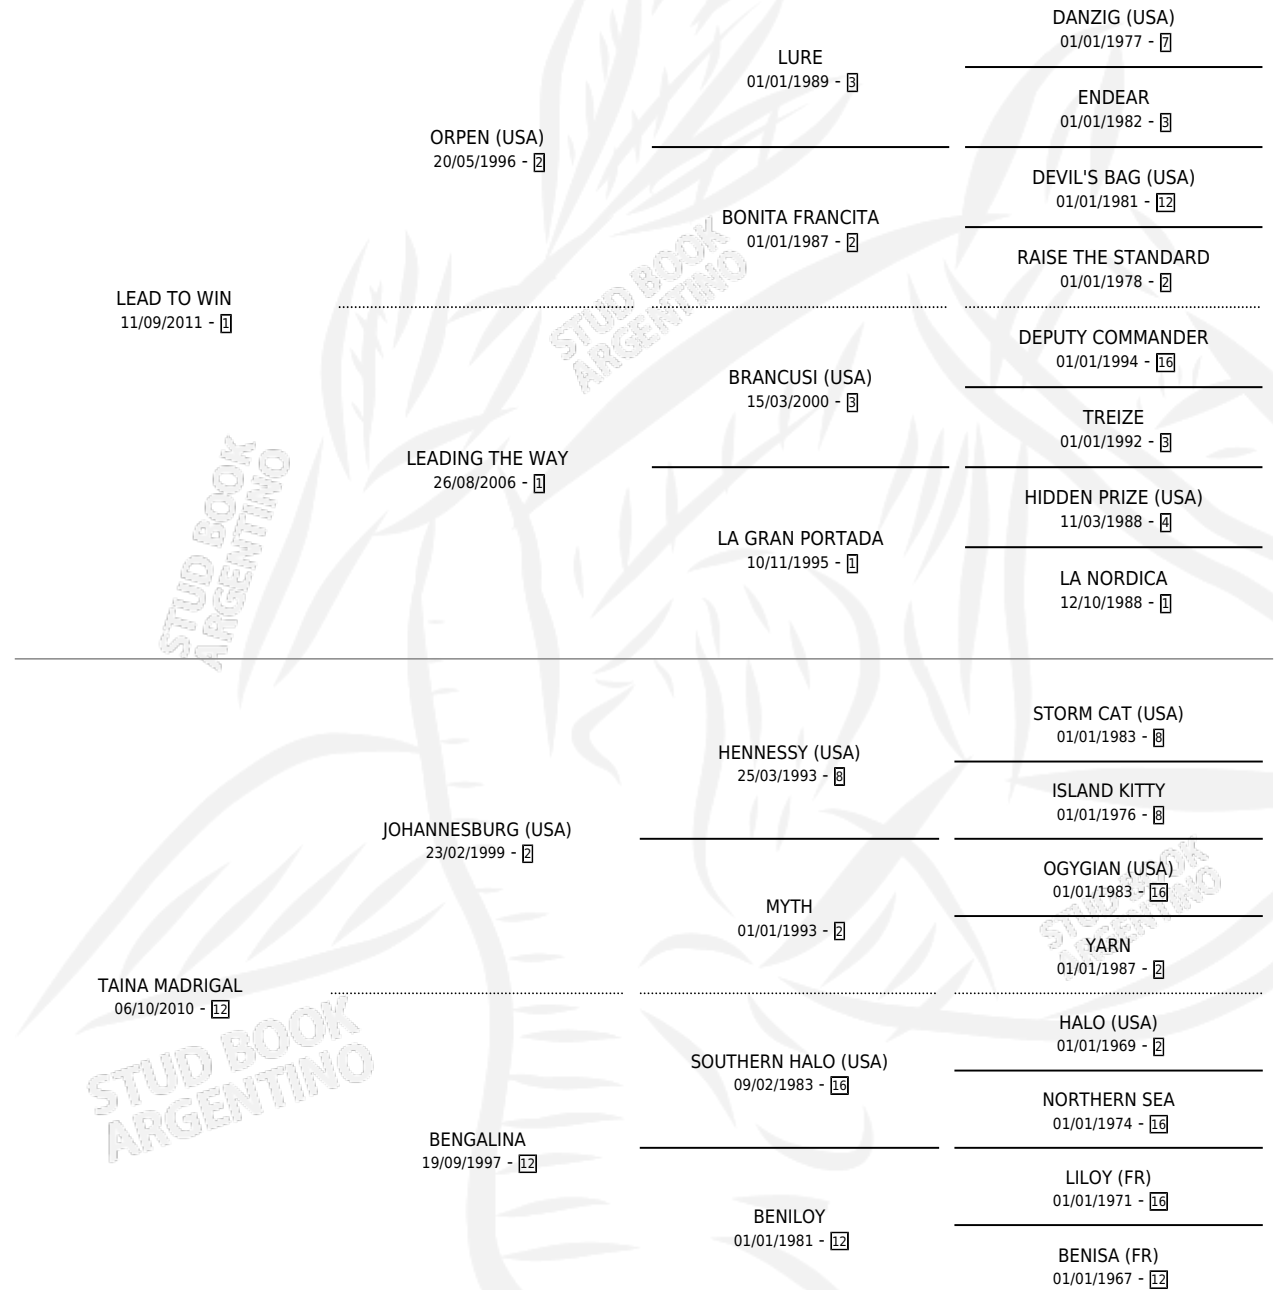 DANZIG (USA)
01/01/1977 - 7
LURE
01/01/1989 - 3
ENDEAR
01/01/1982 - 3
ORPEN (USA)
20/05/1996 - 2
DEVIL'S BAG (USA)
01/01/1981 - 12
BONITA FRANCITA
01/01/1987 - 2
RAISE THE STANDARD
01/01/1978 - 2
LEAD TO WIN
11/09/2011 - 1
DEPUTY COMMANDER
01/01/1994 - 16
BRANCUSI (USA)
15/03/2000 - 3
TREIZE
01/01/1992 - 3
LEADING THE WAY
26/08/2006 - 1
HIDDEN PRIZE (USA)
11/03/1988 - 4
LA GRAN PORTADA
10/11/1995 - 1
LA NORDICA
12/10/1988 - 1
STORM CAT (USA)
01/01/1983 - 8
HENNESSY (USA)
25/03/1993 - 8
ISLAND KITTY
01/01/1976 - 8
JOHANNESBURG (USA)
23/02/1999 - 2
OGYGIAN (USA)
01/01/1983 - 16
MYTH
01/01/1993 - 2
YARN
01/01/1987 - 2
TAINA MADRIGAL
06/10/2010 - 12
HALO (USA)
01/01/1969 - 2
SOUTHERN HALO (USA)
09/02/1983 - 16
NORTHERN SEA
01/01/1974 - 16
BENGALINA
19/09/1997 - 12
LILOY (FR)
01/01/1971 - 16
BENILOY
01/01/1981 - 12
BENISA (FR)
01/01/1967 - 12
STUD BOOK
ARGENTINO
STUD BOOK
ARGENTINO
STUD BOOK
ARGENTINO
STUD BOOK
ARGENTINO